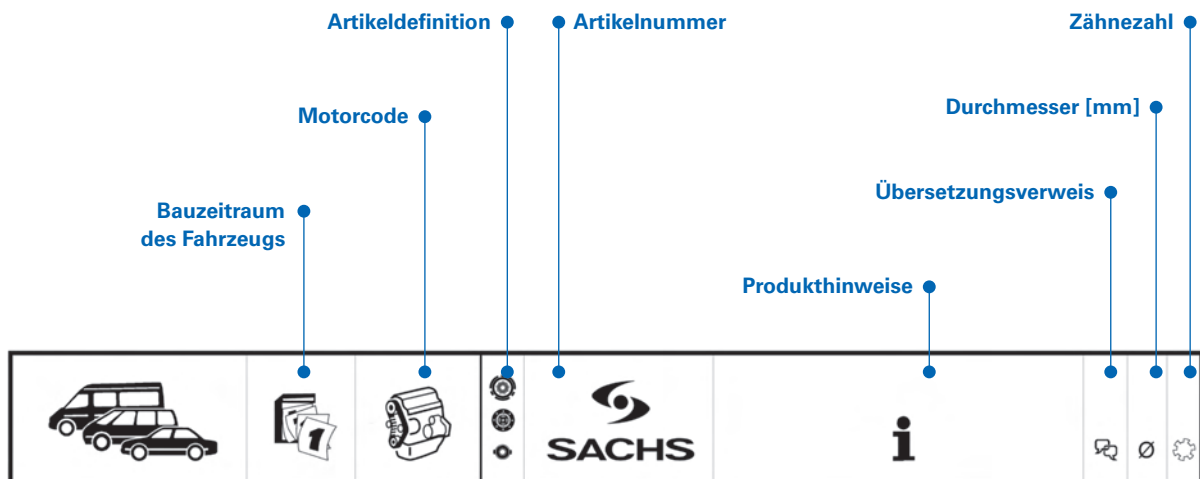 Artikeldefinition
Artikelnummer
Zähnezahl
Motorcode
Durchmesser [mm]
Bauzeitraum
des Fahrzeugs
Übersetzungsverweis
Produkthinweise
1
SACHS
i
Ø